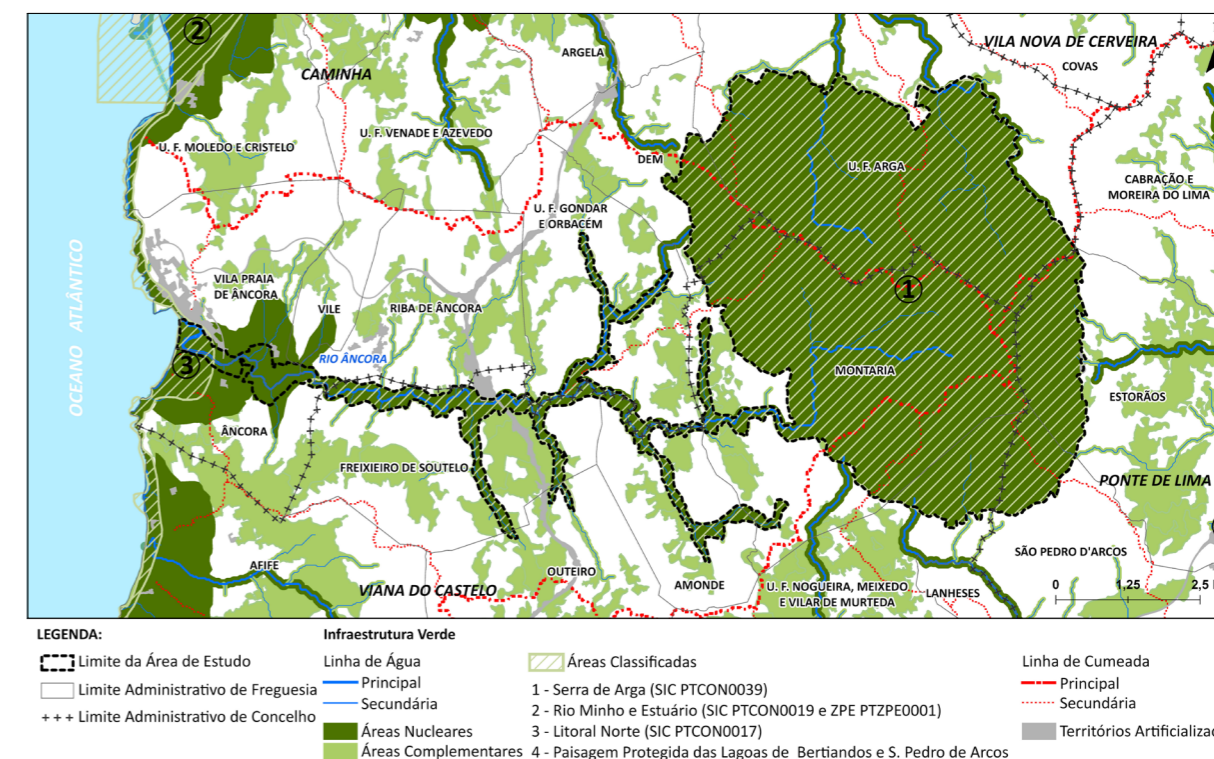 ②
VILA NOVA DE CERVEIRA
ARGELA
COVAS
CAMINHA
U. F. VENADE E AZEVEDO
U. F. MOLEDO E CRISTELO
DEM
U. F. ARGA
CABRAÇÃO E
MOREIRA DO LIMA
U. F. GONDAR
E ORBACÉM
OCEANO ATLÂNTICO
VILA PRAIA
DE ÂNCORA
VILE
RIBA DE ÂNCORA
①
RIO ÂNCORA
③
MONTARIA
ESTORÃOS
ÂNCORA
FREIXIEIRO DE SOUTELO
PONTE DE LIMA
SÃO PEDRO D'ARCOS
AFIFE
OUTEIRO
VIANA DO CASTELO
AMONDE
U. F. NOGUEIRA, MEIXEDO
E VILAR DE MURTEDA
LANHESES
0 1,25 2,5
LEGENDA:
Limite da Área de Estudo
Limite Administrativo de Freguesia
+++ Limite Administrativo de Concelho
Infraestrutura Verde
Linha de Água
Principal
Secundária
Áreas Nucleares
Áreas Complementares
Áreas Classificadas
1 - Serra de Arga (SIC PTCON0039)
2 - Rio Minho e Estuário (SIC PTCON0019 e ZPE PTZPE0001)
3 - Litoral Norte (SIC PTCON0017)
4 - Paisagem Protegida das Lagoas de Bertiandos e S. Pedro de Arcos
Linha de Cumeada
Principal
Secundária
Territórios Artificializad